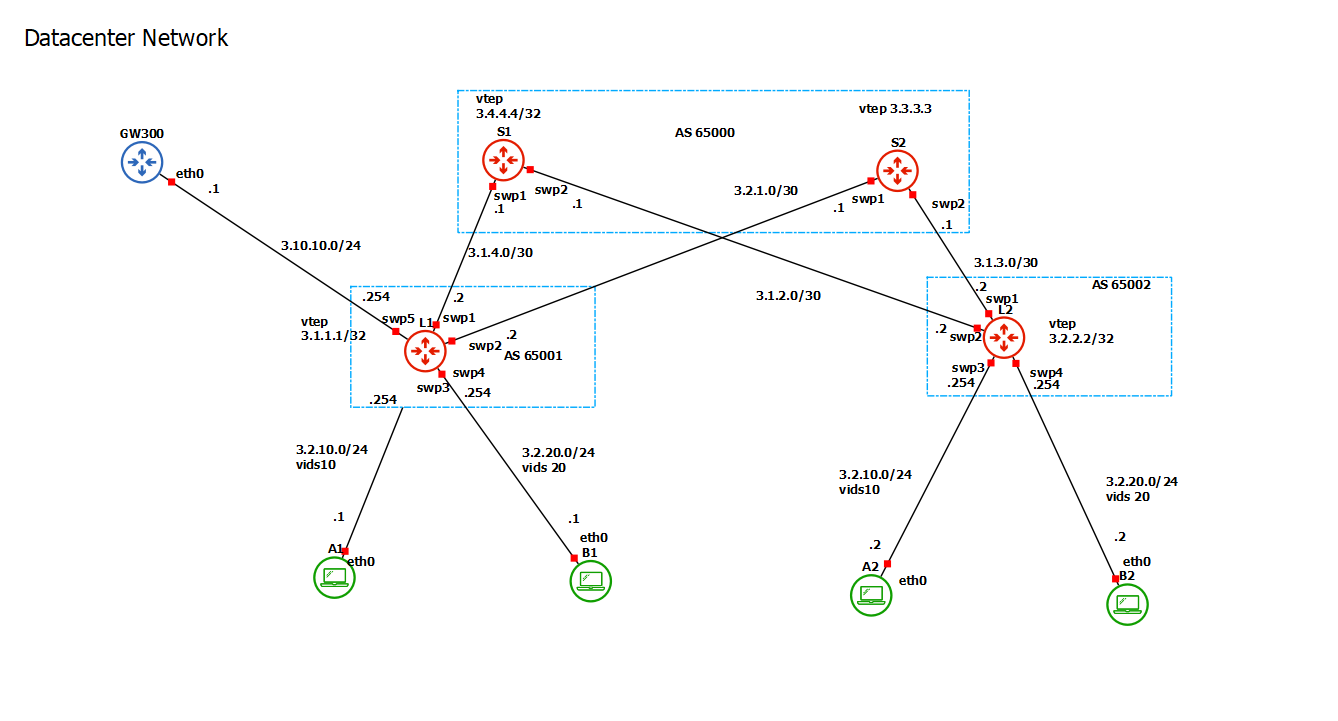 Datacenter Network
vtep
3.4.4.4/32
S1
AS 65000
vtep 3.3.3.3
S2
GW300
eth0
.1
swp1
.1
swp2
.1
3.2.1.0/30
swp1
.1
swp2
.1
3.10.10.0/24
3.1.4.0/30
3.1.3.0/30
3.1.2.0/30
.254
.2
vtep
3.1.1.1/32
swp5
L1
swp1
.2
swp2
AS 65001
swp4
swp3
.254
.254
AS 65002
.2
swp1
L2
.2
swp2
vtep
3.2.2.2/32
swp3
.254
swp4
.254
3.2.10.0/24
vids10
3.2.20.0/24
vids 20
3.2.10.0/24
vids10
3.2.20.0/24
vids 20
.1
A1
eth0
.1
eth0
B1
.2
A2
eth0
.2
eth0
B2